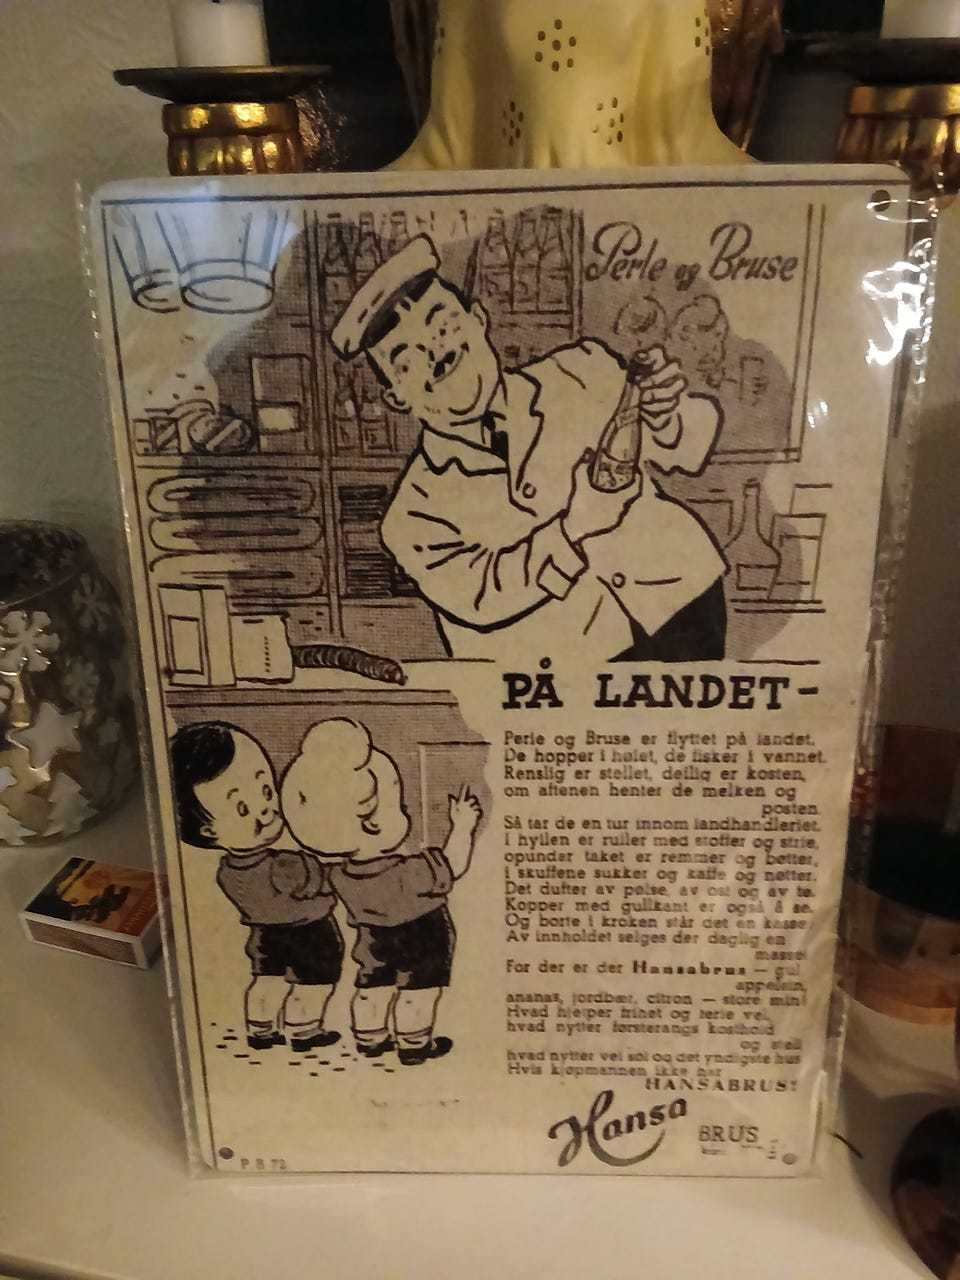 Perle og Bruse
PÅ LANDET-
Perle og Bruse er flyttet på landet.
De hopper i høiet, de fisker i vannet.
Renslig er stellet, deilig er kosten,
om aftenen henter de melken og
posten.
Så tar de en tur innom landhandleriet.
I hyllen er ruller med stoffer og strie,
opunder taket er remmer og bøtter,
i skuffene sukker og kaffe og nøtter.
Det dufter av pølse, av ost og av te.
Kopper med gullkant er også å se.
Og borte i kroken står det en kasse
Av innholdet selges der daglig en
masse!
For der er der Hansabrus — gul
appelsin,
ananas, jordbær, citron — store min!
Hvad hjelper frihet og ferie vel,
hvad nytter førsterangs kosthold
og stell
hvad nytter vel sol og det yndigste hus
Hvis kjøpmannen ikke har
HANSABRUS!
Hansa
BRUS
P B 72